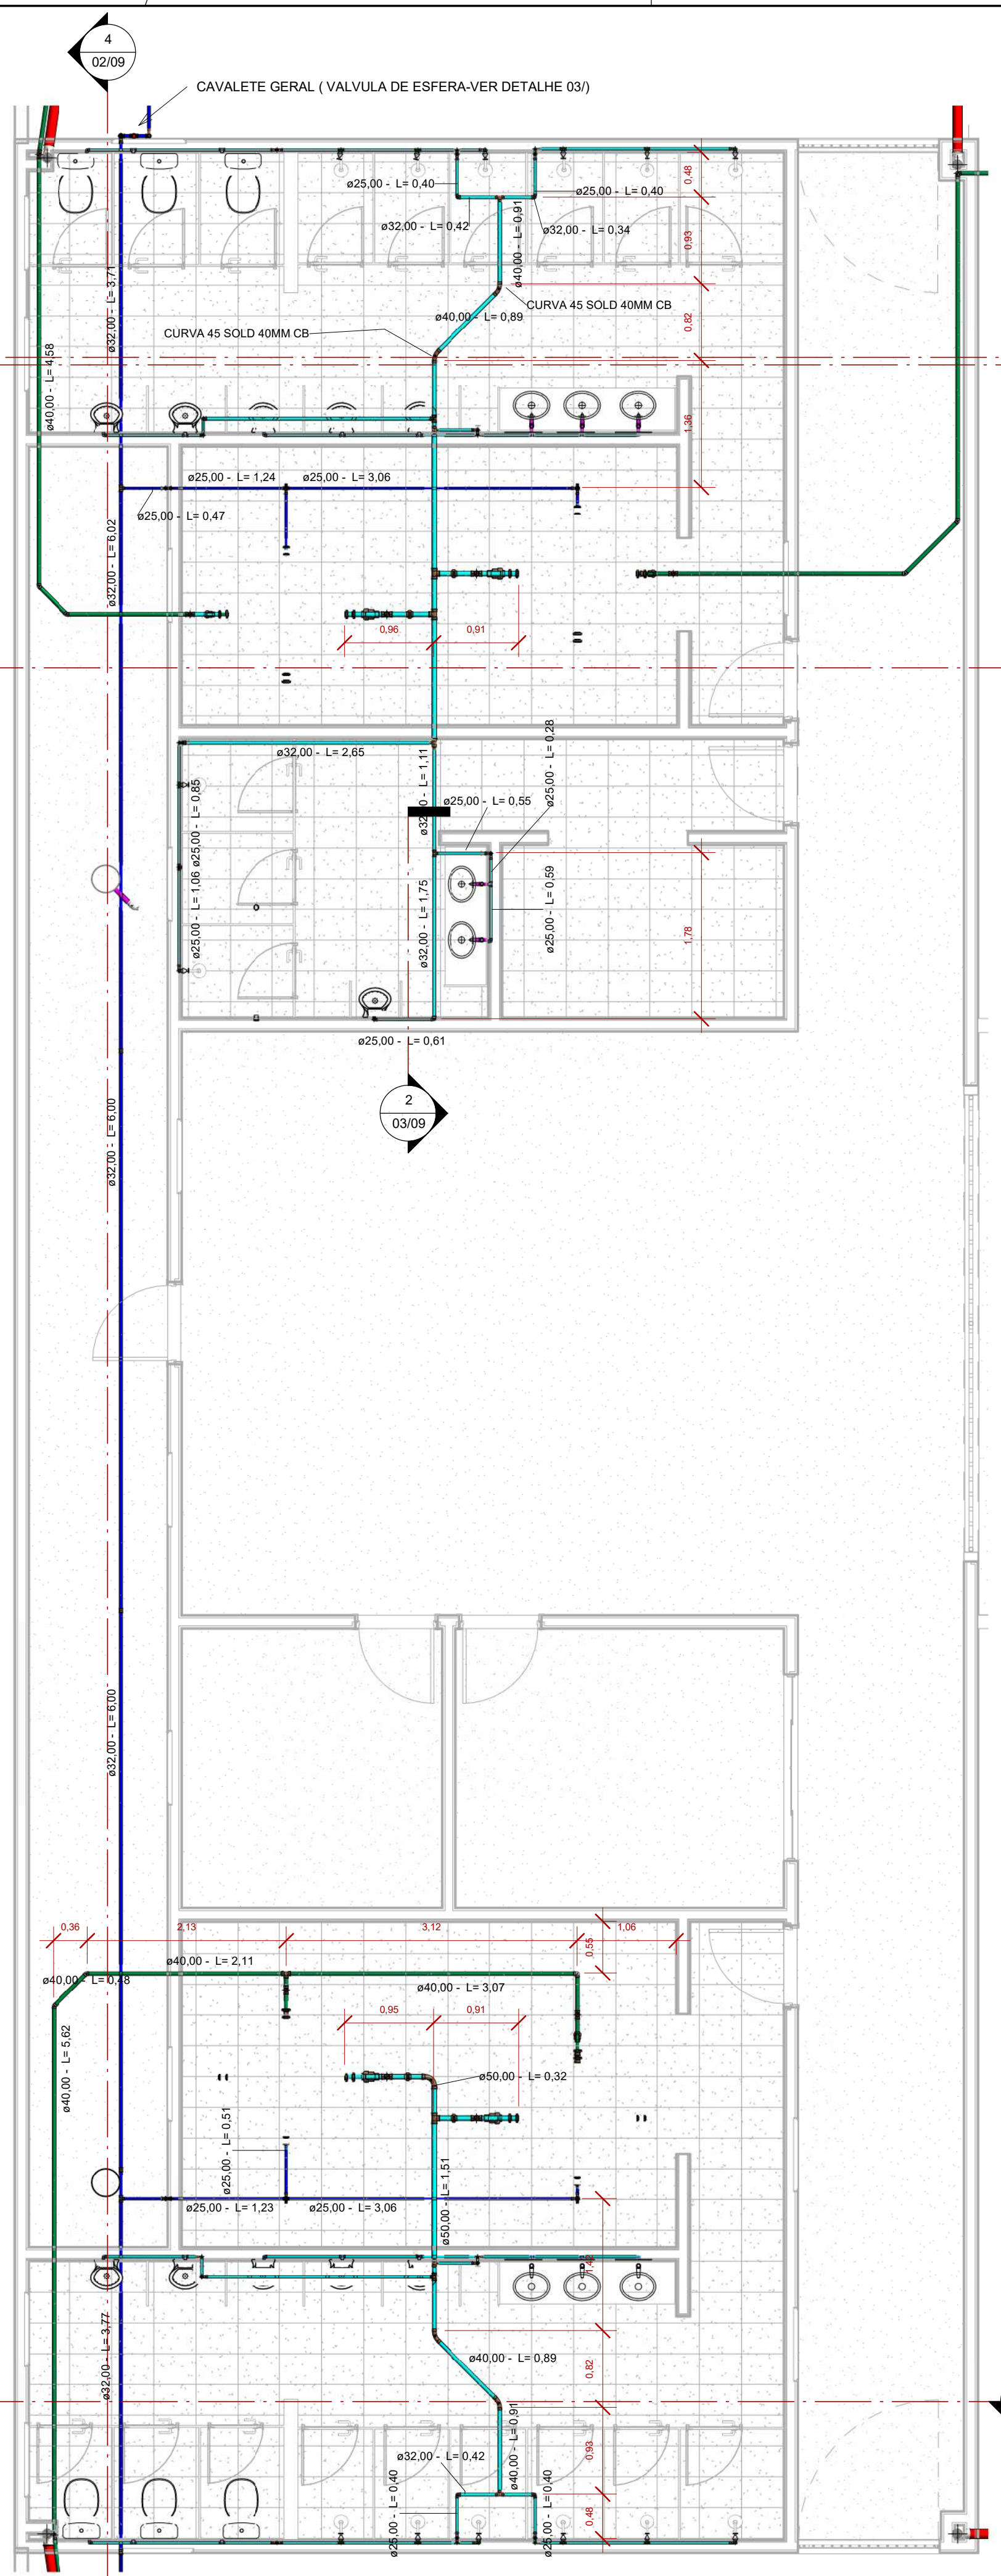 4
02/09
CAVALETE GERAL ( VALVULA DE ESFERA-VER DETALHE 03/)
ø25,00 - L= 0,40
ø25,00 - L= 0,40
0,48
ø32,00 - L= 0,42
ø40,00 - L= 0,91
ø32,00 - L= 0,34
0,93
ø32,00 - L= 3,71
CURVA 45 SOLD 40MM CB
ø40,00 - L= 0,89
0,82
CURVA 45 SOLD 40MM CB
ø40,00 - L= 4,58
1,36
ø25,00 - L= 1,24
ø25,00 - L= 3,06
ø25,00 - L= 0,47
ø32,00 - L= 6,02
0,96
0,91
ø32,00 - L= 2,65
ø32,00 - L= 1,11
ø25,00 - L= 0,28
ø25,00 - L= 0,55
ø25,00 - L= 0,85
ø25,00 - L= 1,06
ø32,00 - L= 1,75
ø25,00 - L= 0,59
1,78
ø25,00 - L= 0,61
2
03/09
ø32,00 - L= 6,00
ø32,00 - L= 6,00
0,36
2,13
3,12
1,06
0,55
ø40,00 - L= 2,11
ø40,00 - L= 0,48
ø40,00 - L= 3,07
0,95
0,91
ø40,00 - L= 5,62
ø50,00 - L= 0,32
ø25,00 - L= 0,51
ø50,00 - L= 1,51
ø25,00 - L= 1,23
ø25,00 - L= 3,06
1,42
ø32,00 - L= 3,77
ø40,00 - L= 0,89
0,82
ø40,00 - L= 0,91
0,93
ø32,00 - L= 0,42
ø25,00 - L= 0,40
ø25,00 - L= 0,40
0,48